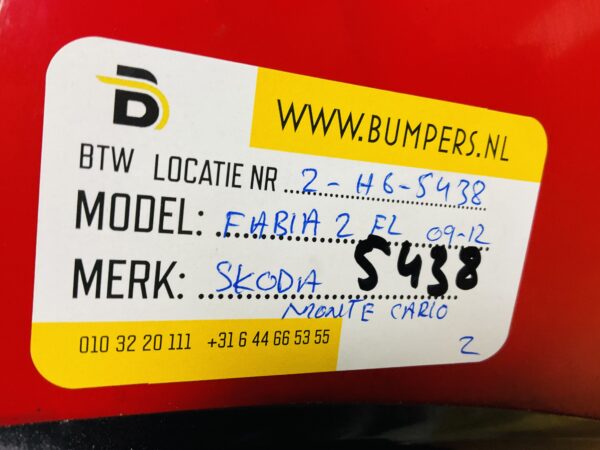 B
WWW.BUMPERS.NL
BTW LOCATIE NR 2-H6-5438
MODEL: FABIA 2 FL 09-12
MERK: SKODA 5438
MONTE CARLO
010 32 20 111 +31 6 44 66 53 55
2